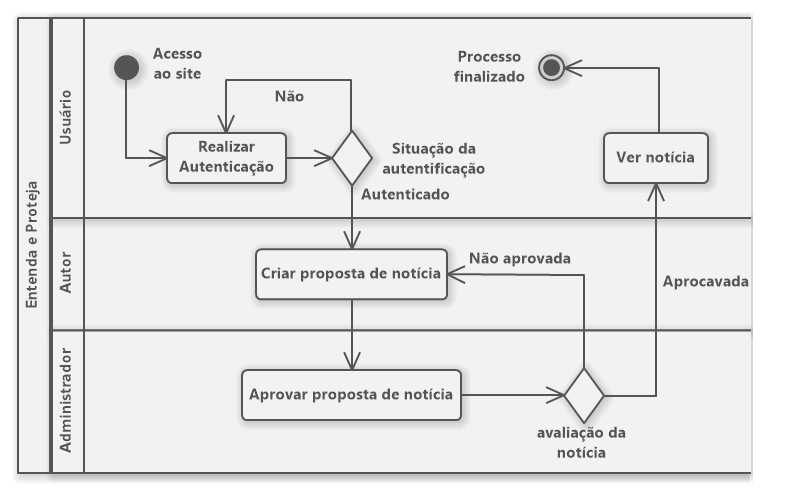 Entenda e Proteja
Usuário
Acesso
ao site
Não
Realizar
Autenticação
Situação da
autentificação
Autenticado
Processo
finalizado
Ver notícia
Autor
Criar proposta de notícia
Não aprovada
Aprocavada
Administrador
Aprovar proposta de notícia
avaliação da
notícia